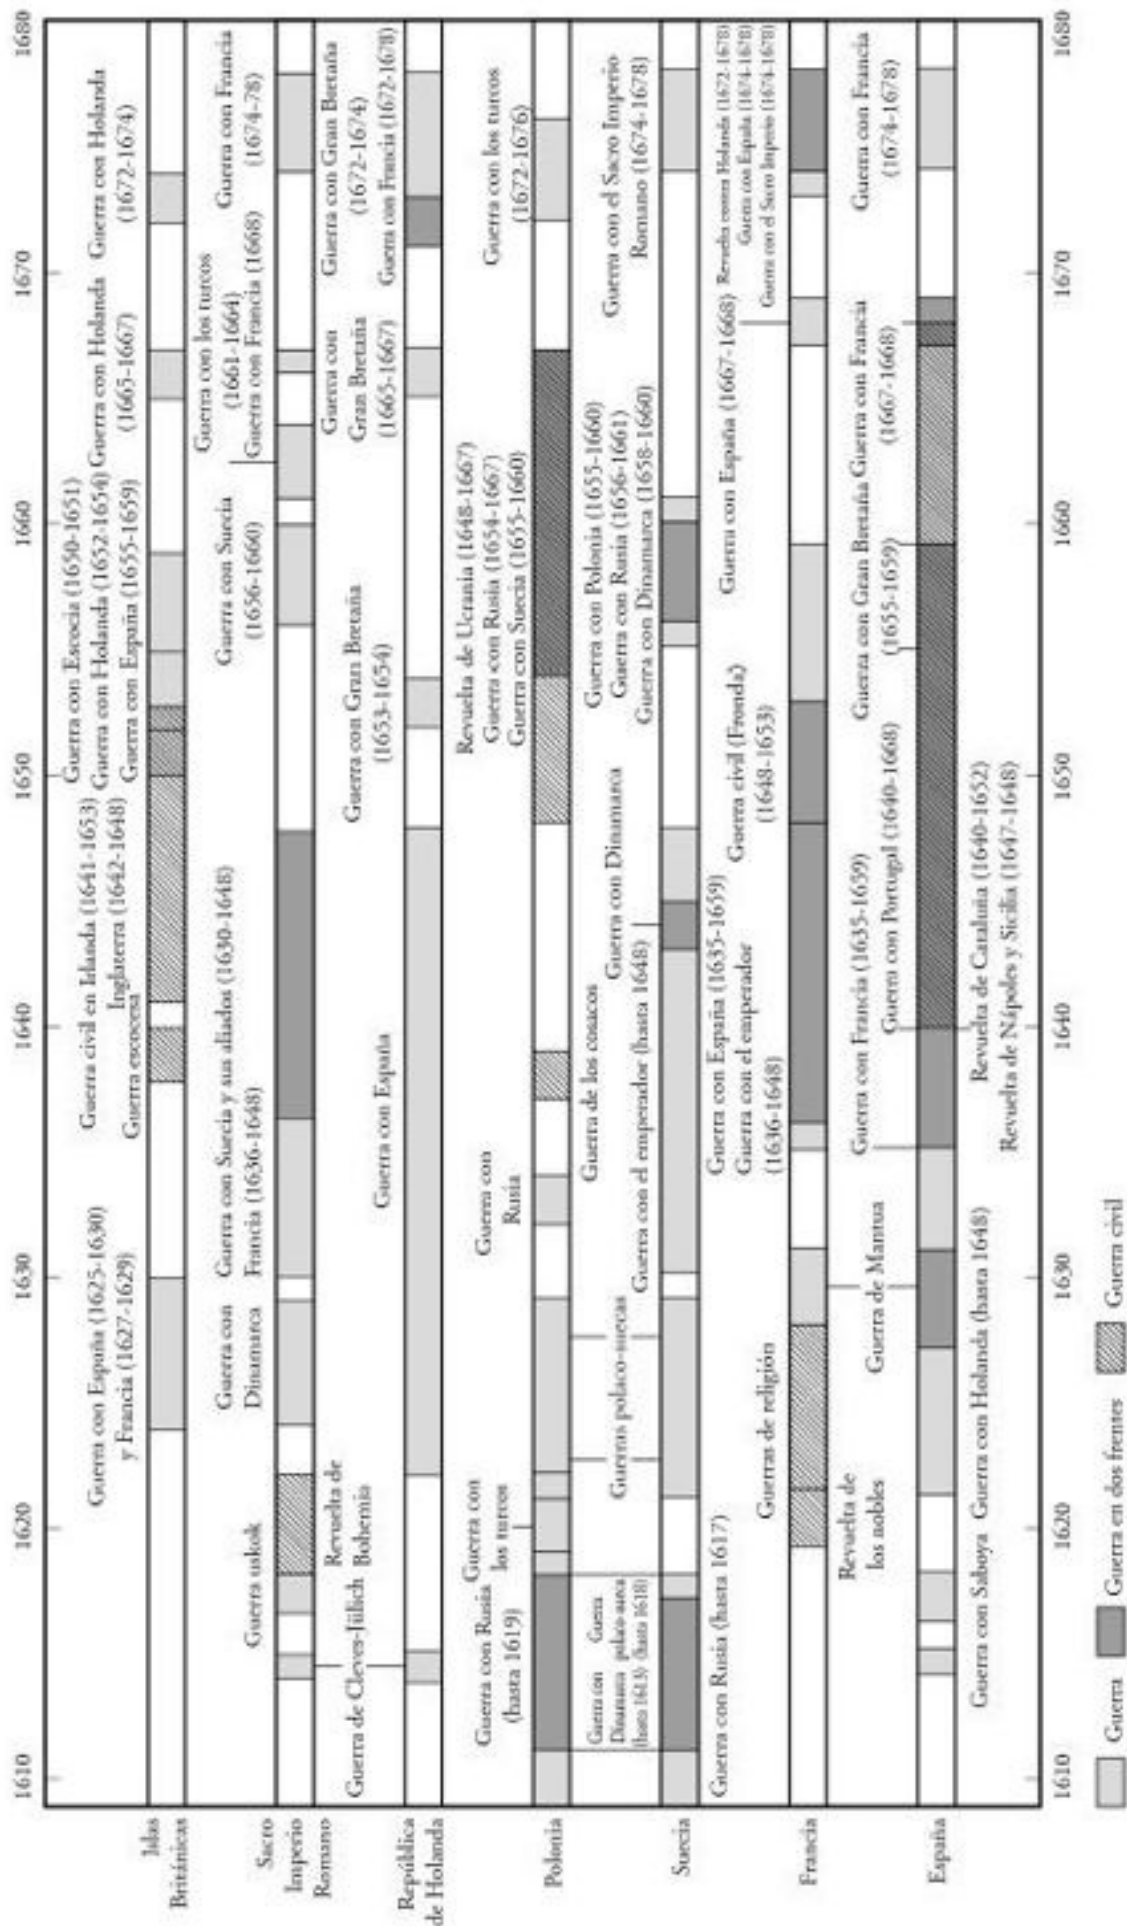 1610
1620
1630
1640
1650
1660
1670
1680
Guerra con España (1625-1630)
y Francia (1627-1629)
Guerra civil en Irlanda (1641-1653)
Inglaterra (1642-1648)
Guerra escocesa
Guerra con Escocia (1650-1651)
Guerra con Holanda (1652-1654)
Guerra con España (1655-1659)
Guerra con Holanda
(1665-1667)
Guerra con Holanda
(1672-1674)
Islas
Británicas
Guerra uskok
Guerra con
Dinamarca
Guerra con Suecia y sus aliados (1630-1648)
Francia (1636-1648)
Guerra con Suecia
(1656-1660)
Guerra con los turcos
(1661-1664)
Guerra con Francia (1668)
Guerra con Francia
(1674-78)
Sacro
Imperio
Romano
Revuelta de
Bohemio
Guerra de Cleves-Jülich
Guerra con España
Guerra con Gran Bretaña
(1653-1654)
Guerra con
Gran Bretaña
(1665-1667)
Guerra con Gran Bretaña
(1672-1674)
Guerra con Francia (1672-1678)
República
de Holanda
Guerra con Rusia
(hasta 1619)
Guerra con
los turcos
Guerra con
Rusia
Revuelta de Ucrania (1648-1667)
Guerra con Rusia (1654-1667)
Guerra con Suecia (1655-1660)
Guerra con los turcos
(1672-1676)
Polonia
Guerra con
Dinamarca
(hasta 1613)
Guerra
polaco-sueca
(hasta 1618)
Guerras polaco-suecas
Guerra de los cosacos
Guerra con el emperador (hasta 1648)
Guerra con Dinamarca
Guerra con Polonia (1655-1660)
Guerra con Rusia (1656-1661)
Guerra con Dinamarca (1658-1660)
Guerra con el Sacro Imperio
Romano (1674-1678)
Suecia
Guerra con Rusia (hasta 1617)
Guerras de religión
Guerra con España (1635-1659)
Guerra con el emperador
(1636-1648)
Guerra civil (Fronda)
(1648-1653)
Guerra con España (1667-1668)
Revuelta contra Holanda (1672-1678)
Guerra con España (1674-1678)
Guerra con el Sacro Imperio (1674-1678)
Francia
Revuelta de
los nobles
Guerra de Mantua
Guerra con Francia (1635-1659)
Guerra con Portugal (1640-1668)
Guerra con Gran Bretaña
(1655-1659)
Guerra con Francia
(1667-1668)
Guerra con Francia
(1674-1678)
España
Guerra con Saboya
Guerra con Holanda (hasta 1648)
Revuelta de Cataluña (1640-1652)
Revuelta de Nápoles y Sicilia (1647-1648)
1610
1620
1630
1640
1650
1660
1670
1680
Guerra
Guerra en dos frentes
Guerra civil